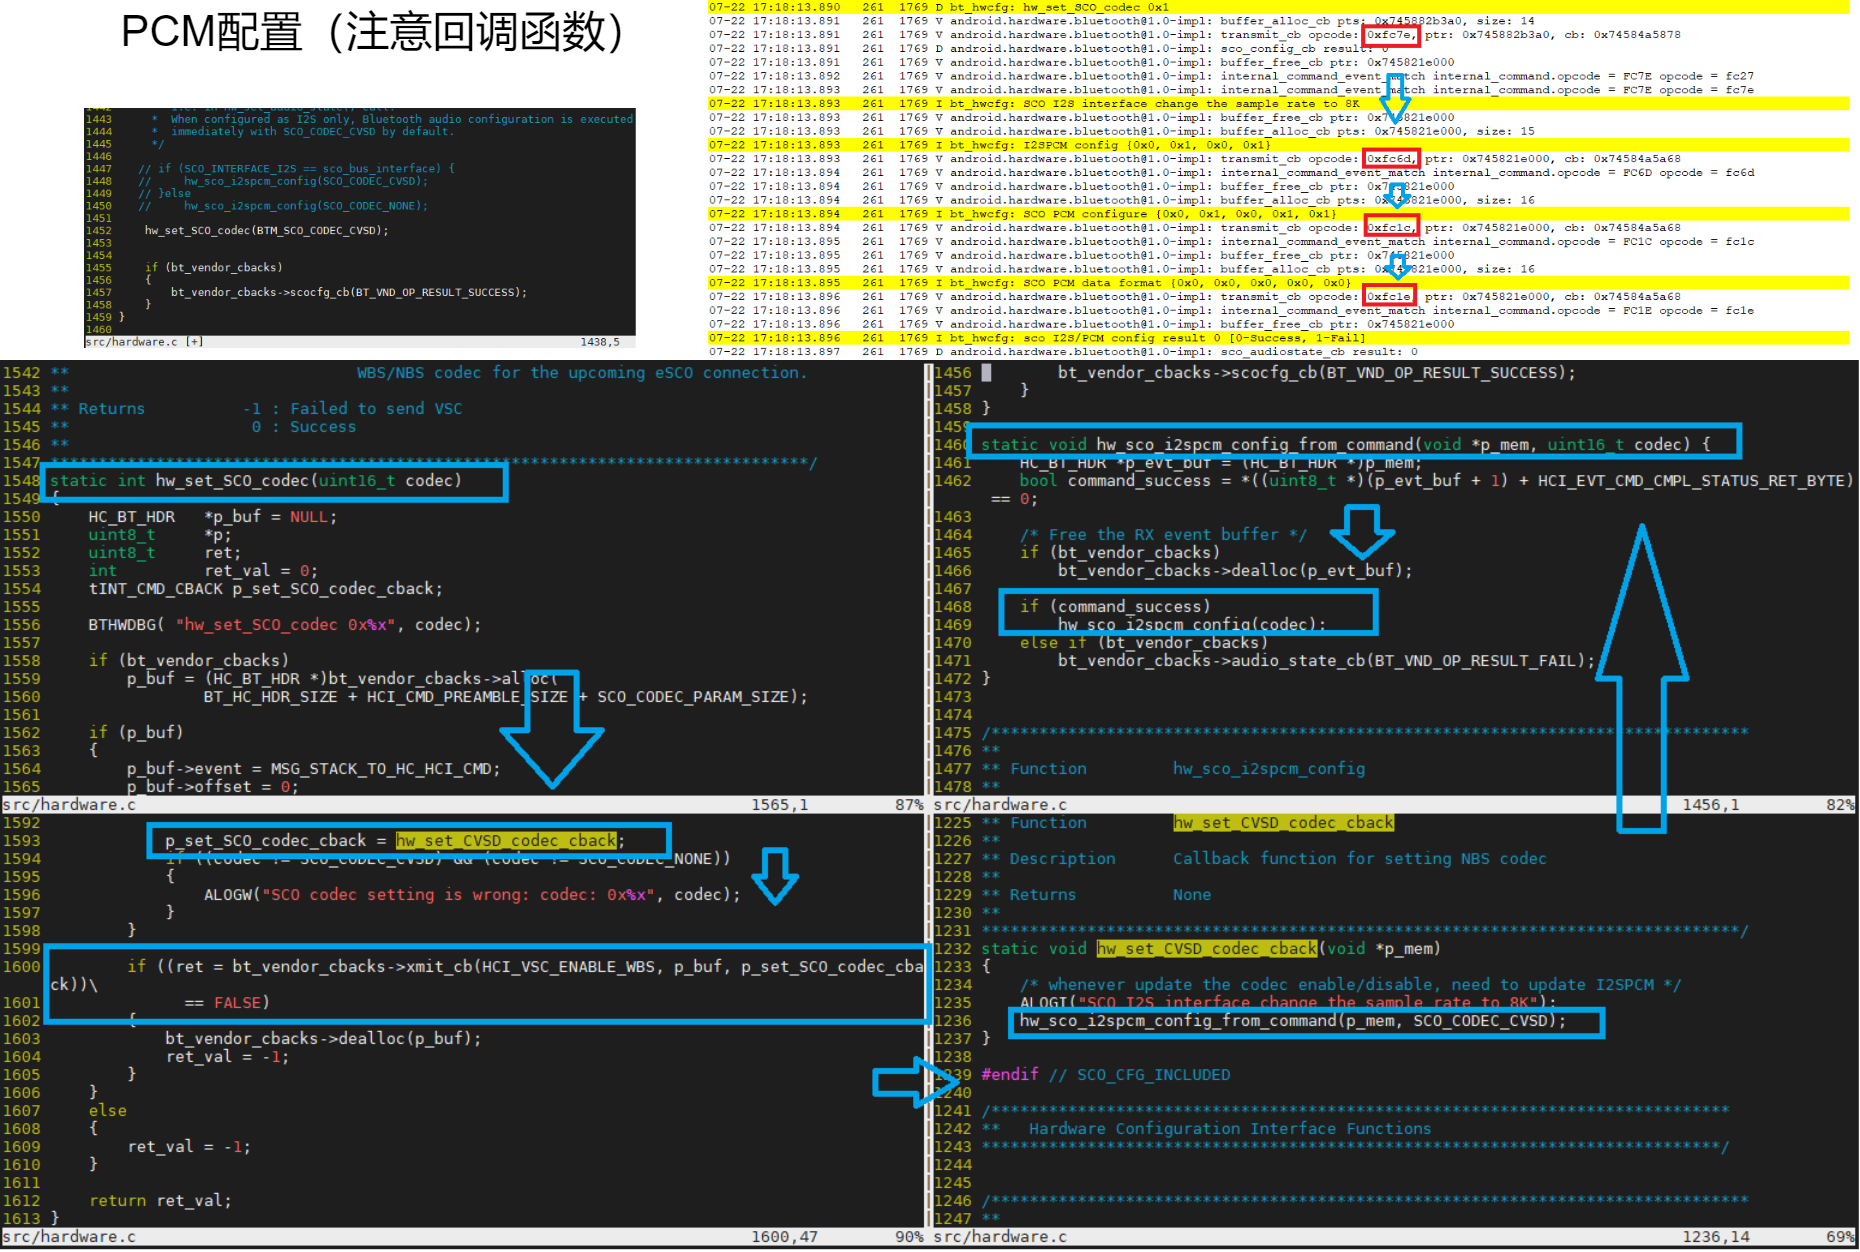 PCM配置（注意回调函数）
1442 i.e. in hw_set_audio_state() call.
1443 * When configured as I2S only, Bluetooth audio configuration is executed
1444 * immediately with SCO_CODEC_CVSD by default.
1445 */
1446
1447 // if (SCO_INTERFACE_I2S == sco_bus_interface) {
1448 // hw_sco_i2spcm_config(SCO_CODEC_CVSD);
1449 // }else
1450 // hw_sco_i2spcm_config(SCO_CODEC_NONE);
1451
1452 hw_set_SCO_codec(BTM_SCO_CODEC_CVSD);
1453
1454
1455 if (bt_vendor_cbacks)
1456 {
1457 bt_vendor_cbacks->scocfg_cb(BT_VND_OP_RESULT_SUCCESS);
1458 }
1459 }
1460
src/hardware.c [+] 1438,5
07-22 17:18:13.890 261 1769 D bt_hwcfg: hw_set_SCO_codec 0x1
07-22 17:18:13.891 261 1769 V android.hardware.bluetooth@1.0-impl: buffer_alloc_cb pts: 0x745882b3a0, size: 14
07-22 17:18:13.891 261 1769 V android.hardware.bluetooth@1.0-impl: transmit_cb opcode: 0xfc7e, ptr: 0x745882b3a0, cb: 0x74584a5878
07-22 17:18:13.891 261 1769 D android.hardware.bluetooth@1.0-impl: sco_config_cb result: 0
07-22 17:18:13.891 261 1769 V android.hardware.bluetooth@1.0-impl: buffer_free_cb ptr: 0x745821e000
07-22 17:18:13.892 261 1769 V android.hardware.bluetooth@1.0-impl: internal_command_event_match internal_command.opcode = FC7E opcode = fc27
07-22 17:18:13.893 261 1769 V android.hardware.bluetooth@1.0-impl: internal_command_event_match internal_command.opcode = FC7E opcode = fc7e
07-22 17:18:13.893 261 1769 I bt_hwcfg: SCO I2S interface change the sample rate to 8K
07-22 17:18:13.893 261 1769 V android.hardware.bluetooth@1.0-impl: buffer_free_cb ptr: 0x745821e000
07-22 17:18:13.893 261 1769 V android.hardware.bluetooth@1.0-impl: buffer_alloc_cb pts: 0x745821e000, size: 15
07-22 17:18:13.893 261 1769 I bt_hwcfg: I2SPCM config {0x0, 0x1, 0x0, 0x1}
07-22 17:18:13.893 261 1769 V android.hardware.bluetooth@1.0-impl: transmit_cb opcode: 0xfc6d, ptr: 0x745821e000, cb: 0x74584a5a68
07-22 17:18:13.894 261 1769 V android.hardware.bluetooth@1.0-impl: internal_command_event_match internal_command.opcode = FC6D opcode = fc6d
07-22 17:18:13.894 261 1769 V android.hardware.bluetooth@1.0-impl: buffer_free_cb ptr: 0x745821e000
07-22 17:18:13.894 261 1769 V android.hardware.bluetooth@1.0-impl: buffer_alloc_cb pts: 0x745821e000, size: 16
07-22 17:18:13.894 261 1769 I bt_hwcfg: SCO PCM configure {0x0, 0x1, 0x0, 0x1, 0x1}
07-22 17:18:13.894 261 1769 V android.hardware.bluetooth@1.0-impl: transmit_cb opcode: 0xfc1c, ptr: 0x745821e000, cb: 0x74584a5a68
07-22 17:18:13.895 261 1769 V android.hardware.bluetooth@1.0-impl: internal_command_event_match internal_command.opcode = FC1C opcode = fc1c
07-22 17:18:13.895 261 1769 V android.hardware.bluetooth@1.0-impl: buffer_free_cb ptr: 0x745821e000
07-22 17:18:13.895 261 1769 V android.hardware.bluetooth@1.0-impl: buffer_alloc_cb pts: 0x745821e000, size: 16
07-22 17:18:13.895 261 1769 I bt_hwcfg: SCO PCM data format {0x0, 0x0, 0x0, 0x0, 0x0}
07-22 17:18:13.896 261 1769 V android.hardware.bluetooth@1.0-impl: transmit_cb opcode: 0xfc1e, ptr: 0x745821e000, cb: 0x74584a5a68
07-22 17:18:13.896 261 1769 V android.hardware.bluetooth@1.0-impl: internal_command_event_match internal_command.opcode = FC1E opcode = fc1e
07-22 17:18:13.896 261 1769 V android.hardware.bluetooth@1.0-impl: buffer_free_cb ptr: 0x745821e000
07-22 17:18:13.896 261 1769 I bt_hwcfg: sco I2S/PCM config result 0 [0-Success, 1-Fail]
07-22 17:18:13.896 261 1769 D android.hardware.bluetooth@1.0-impl: sco_audiostate_cb result: 0
1542 ** WBS/NBS codec for the upcoming eSCO connection.
1543 **
1544 ** Returns -1 : Failed to send VSC
1545 ** 0 : Success
1546 **
1547 *******************************************************************************/
1548 static int hw_set_SCO_codec(uint16_t codec)
1549 {
1550 HC_BT_HDR *p_buf = NULL;
1551 uint8_t *p;
1552 uint8_t ret;
1553 int ret_val = 0;
1554 tINT_CMD_CBACK p_set_SCO_codec_cback;
1555
1556 BTHWDBG( "hw_set_SCO_codec 0x%x", codec);
1557
1558 if (bt_vendor_cbacks)
1559 p_buf = (HC_BT_HDR *)bt_vendor_cbacks->alloc(
1560 BT_HC_HDR_SIZE + HCI_CMD_PREAMBLE_SIZE + SCO_CODEC_PARAM_SIZE);
1561
1562 if (p_buf)
1563 {
1564 p_buf->event = MSG_STACK_TO_HC_HCI_CMD;
1565 p_buf->offset = 0;
src/hardware.c 1565,1 87%
1456 bt_vendor_cbacks->scocfg_cb(BT_VND_OP_RESULT_SUCCESS);
1457 }
1458 }
1459
1460 static void hw_sco_i2spcm_config_from_command(void *p_mem, uint16_t codec) {
1461 HC_BT_HDR *p_evt_buf = (HC_BT_HDR *)p_mem;
1462 bool command_success = *((uint8_t *)(p_evt_buf + 1) + HCI_EVT_CMD_CMPL_STATUS_RET_BYTE)
== 0;
1463
1464 /* Free the RX event buffer */
1465 if (bt_vendor_cbacks)
1466 bt_vendor_cbacks->dealloc(p_evt_buf);
1467
1468 if (command_success)
1469 hw_sco_i2spcm_config(codec);
1470 else if (bt_vendor_cbacks)
1471 bt_vendor_cbacks->audio_state_cb(BT_VND_OP_RESULT_FAIL);
1472 }
1473
1474
1475 /*******************************************************************************
1476 **
1477 ** Function hw_sco_i2spcm_config
1478 **
src/hardware.c 1456,1 82%
1592
1593 p_set_SCO_codec_cback = hw_set_CVSD_codec_cback;
1594 if ((codec != SCO_CODEC_CVSD) && (codec != SCO_CODEC_NONE))
1595 {
1596 ALOGW("SCO codec setting is wrong: codec: 0x%x", codec);
1597 }
1598 }
1599
1600 if ((ret = bt_vendor_cbacks->xmit_cb(HCI_VSC_ENABLE_WBS, p_buf, p_set_SCO_codec_cba
ck))\
1601 == FALSE)
1602 {
1603 bt_vendor_cbacks->dealloc(p_buf);
1604 ret_val = -1;
1605 }
1606 }
1607 else
1608 {
1609 ret_val = -1;
1610 }
1611
1612 return ret_val;
1613 }
src/hardware.c 1600,47 90%
1225 ** Function hw_set_CVSD_codec_cback
1226 **
1227 ** Description Callback function for setting NBS codec
1228 **
1229 ** Returns None
1230 **
1231 *******************************************************************************/
1232 static void hw_set_CVSD_codec_cback(void *p_mem)
1233 {
1234 /* whenever update the codec enable/disable, need to update I2SPCM */
1235 ALOGI("SCO I2S interface change the sample rate to 8K");
1236 hw_sco_i2spcm_config_from_command(p_mem, SCO_CODEC_CVSD);
1237 }
1238
1239 #endif // SCO_CFG_INCLUDED
1240
1241 /*****************************************************************************
1242 ** Hardware Configuration Interface Functions
1243 *****************************************************************************/
1244
1245
1246 /*******************************************************************************
1247 **
src/hardware.c 1236,14 69%